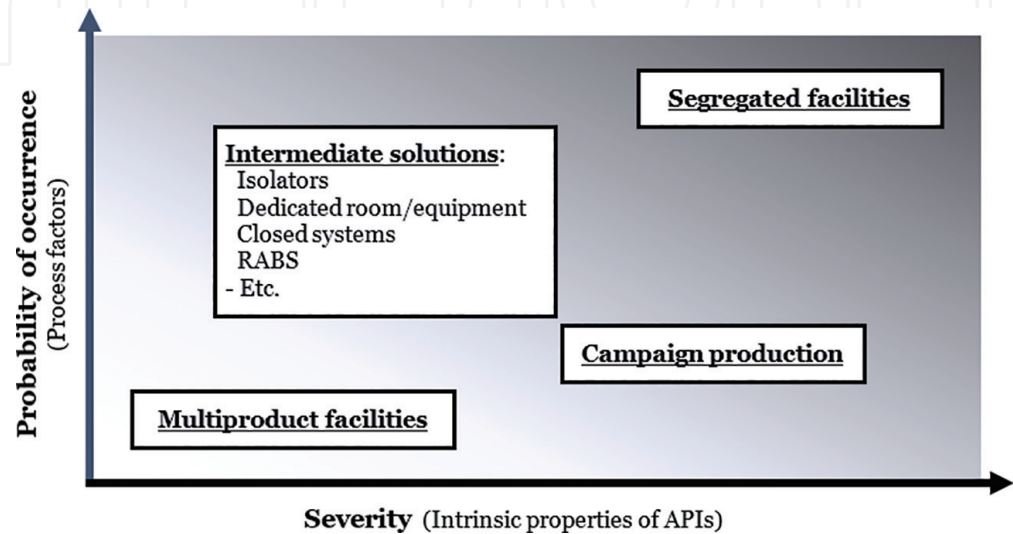 Probability of occurrence
(Process factors)
Segregated facilities
Intermediate solutions:
Isolators
Dedicated room/equipment
Closed systems
RABS
- Etc.
Campaign production
Multiproduct facilities
Severity (Intrinsic properties of APIs)